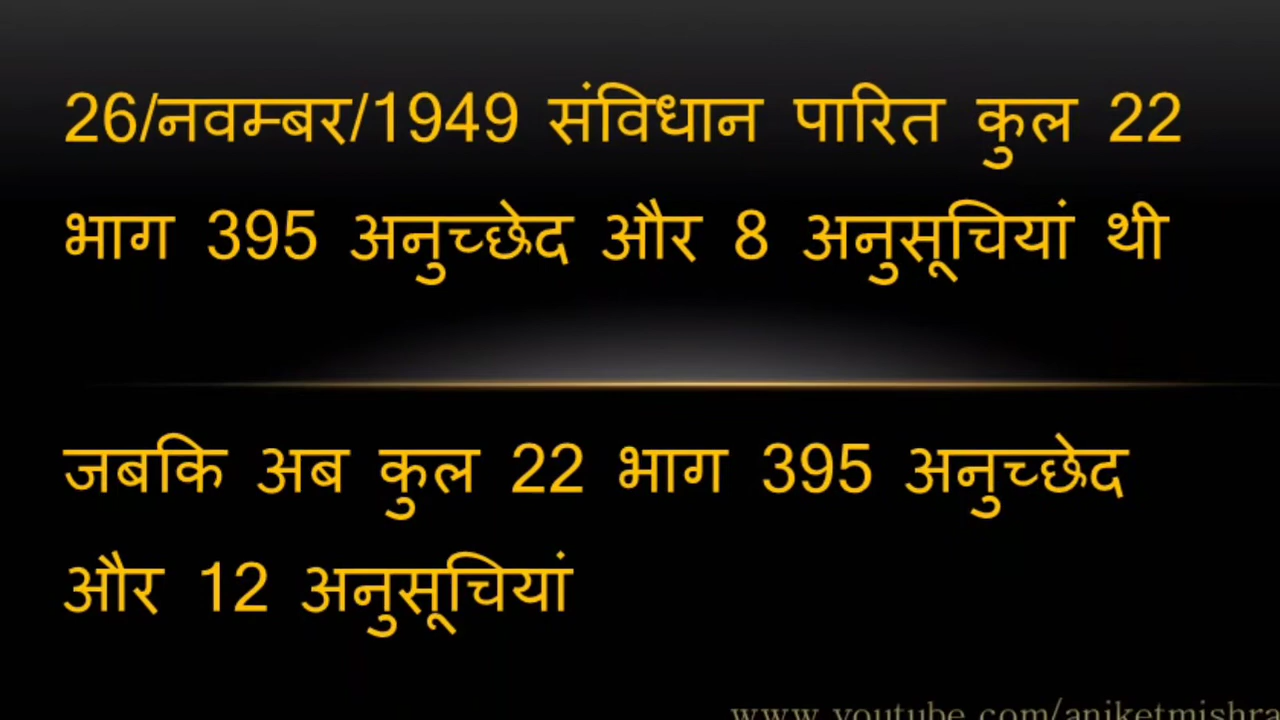 26/नवम्बर/1949 संविधान पारित कुल 22
भाग 395 अनुच्छेद और 8 अनुसूचियां थी
जबकि अब कुल 22 भाग 395 अनुच्छेद
और 12 अनुसूचियां
www.youtube.com/aniketmishra